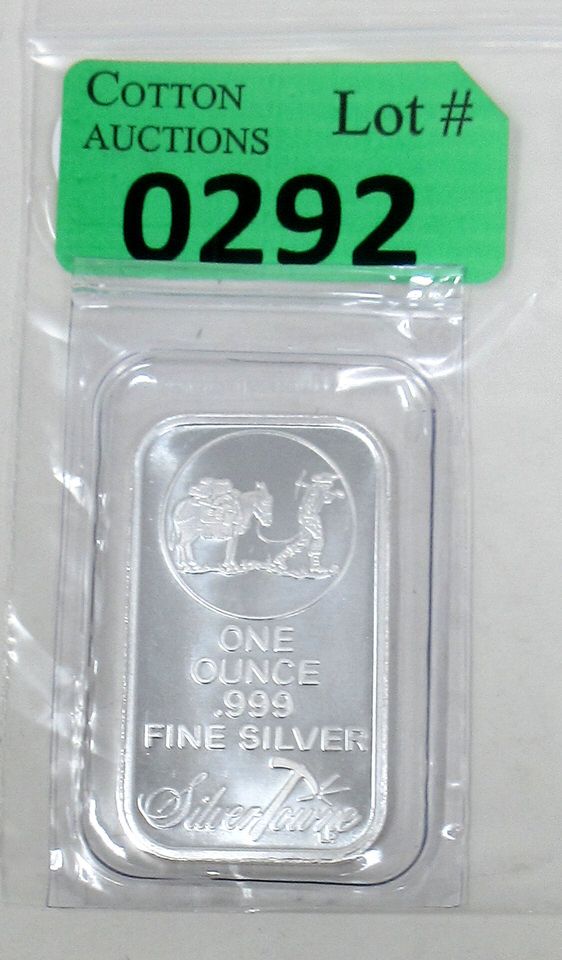 COTTON
AUCTIONS
Lot #
0292
ONE
OUNCE
.999
FINE SILVER
SilverTowne